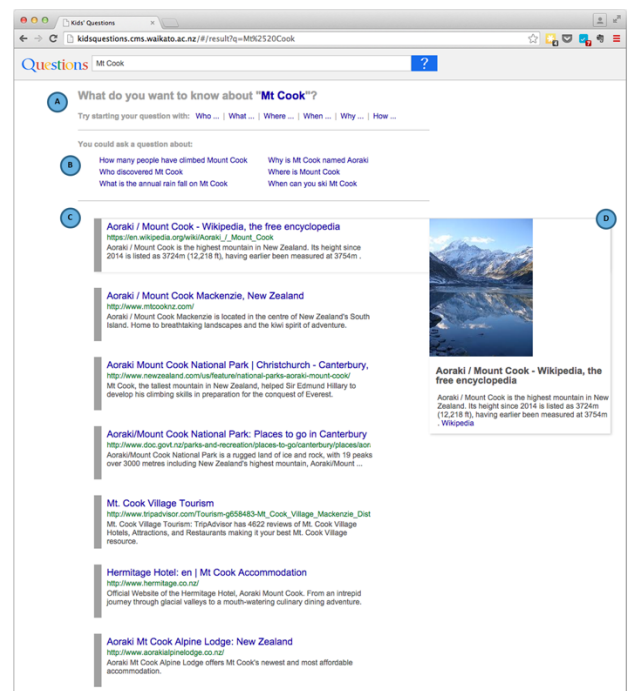 Kids' Questions
kidsquestions.cms.waikato.ac.nz/#/result?q=Mt%2520Cook
Questions Mt Cook ?
A What do you want to know about "Mt Cook"?
Try starting your question with: Who ... | What ... | Where ... | When ... | Why ... | How ...
You could ask a question about:
B
How many people have climbed Mount Cook Why is Mt Cook named Aoraki
Who discovered Mt Cook Where is Mount Cook
What is the annual rain fall on Mt Cook When can you ski Mt Cook
C
Aoraki / Mount Cook - Wikipedia, the free encyclopedia
https://en.wikipedia.org/wiki/Aoraki_/_Mount_Cook
Aoraki / Mount Cook is the highest mountain in New Zealand. Its height since
2014 is listed as 3724m (12,218 ft), having earlier been measured at 3754m .
Aoraki / Mount Cook Mackenzie, New Zealand
http://www.mtcooknz.com/
Aoraki / Mount Cook Mackenzie is located in the centre of New Zealand's South
Island. Home to breathtaking landscapes and the kiwi spirit of adventure.
Aoraki Mount Cook National Park | Christchurch - Canterbury,
http://www.newzealand.com/us/feature/national-parks-aoraki-mount-cook/
Mt Cook, the tallest mountain in New Zealand, helped Sir Edmund Hillary to
develop his climbing skills in preparation for the conquest of Everest.
Aoraki/Mount Cook National Park: Places to go in Canterbury
http://www.doc.govt.nz/parks-and-recreation/places-to-go/canterbury/places/aor
Aoraki/Mount Cook National Park is a rugged land of ice and rock, with 19 peaks
over 3000 metres including New Zealand's highest mountain, Aoraki/Mount ...
Mt. Cook Village Tourism
http://www.tripadvisor.com/Tourism-g658483-Mt_Cook_Village_Mackenzie_Dist
Mt. Cook Village Tourism: TripAdvisor has 4622 reviews of Mt. Cook Village
Hotels, Attractions, and Restaurants making it your best Mt. Cook Village
resource.
Hermitage Hotel: en | Mt Cook Accommodation
http://www.hermitage.co.nz/
Official Website of the Hermitage Hotel, Aoraki Mount Cook. From an intrepid
journey through glacial valleys to a mouth-watering culinary dining adventure.
Aoraki Mt Cook Alpine Lodge: New Zealand
http://www.aorakialpinelodge.co.nz/
Aoraki Mt Cook Alpine Lodge offers Mt Cook's newest and most affordable
accommodation.
D
Aoraki / Mount Cook - Wikipedia, the
free encyclopedia
Aoraki / Mount Cook is the highest mountain in New
Zealand. Its height since 2014 is listed as 3724m
(12,218 ft), having earlier been measured at 3754m
. Wikipedia